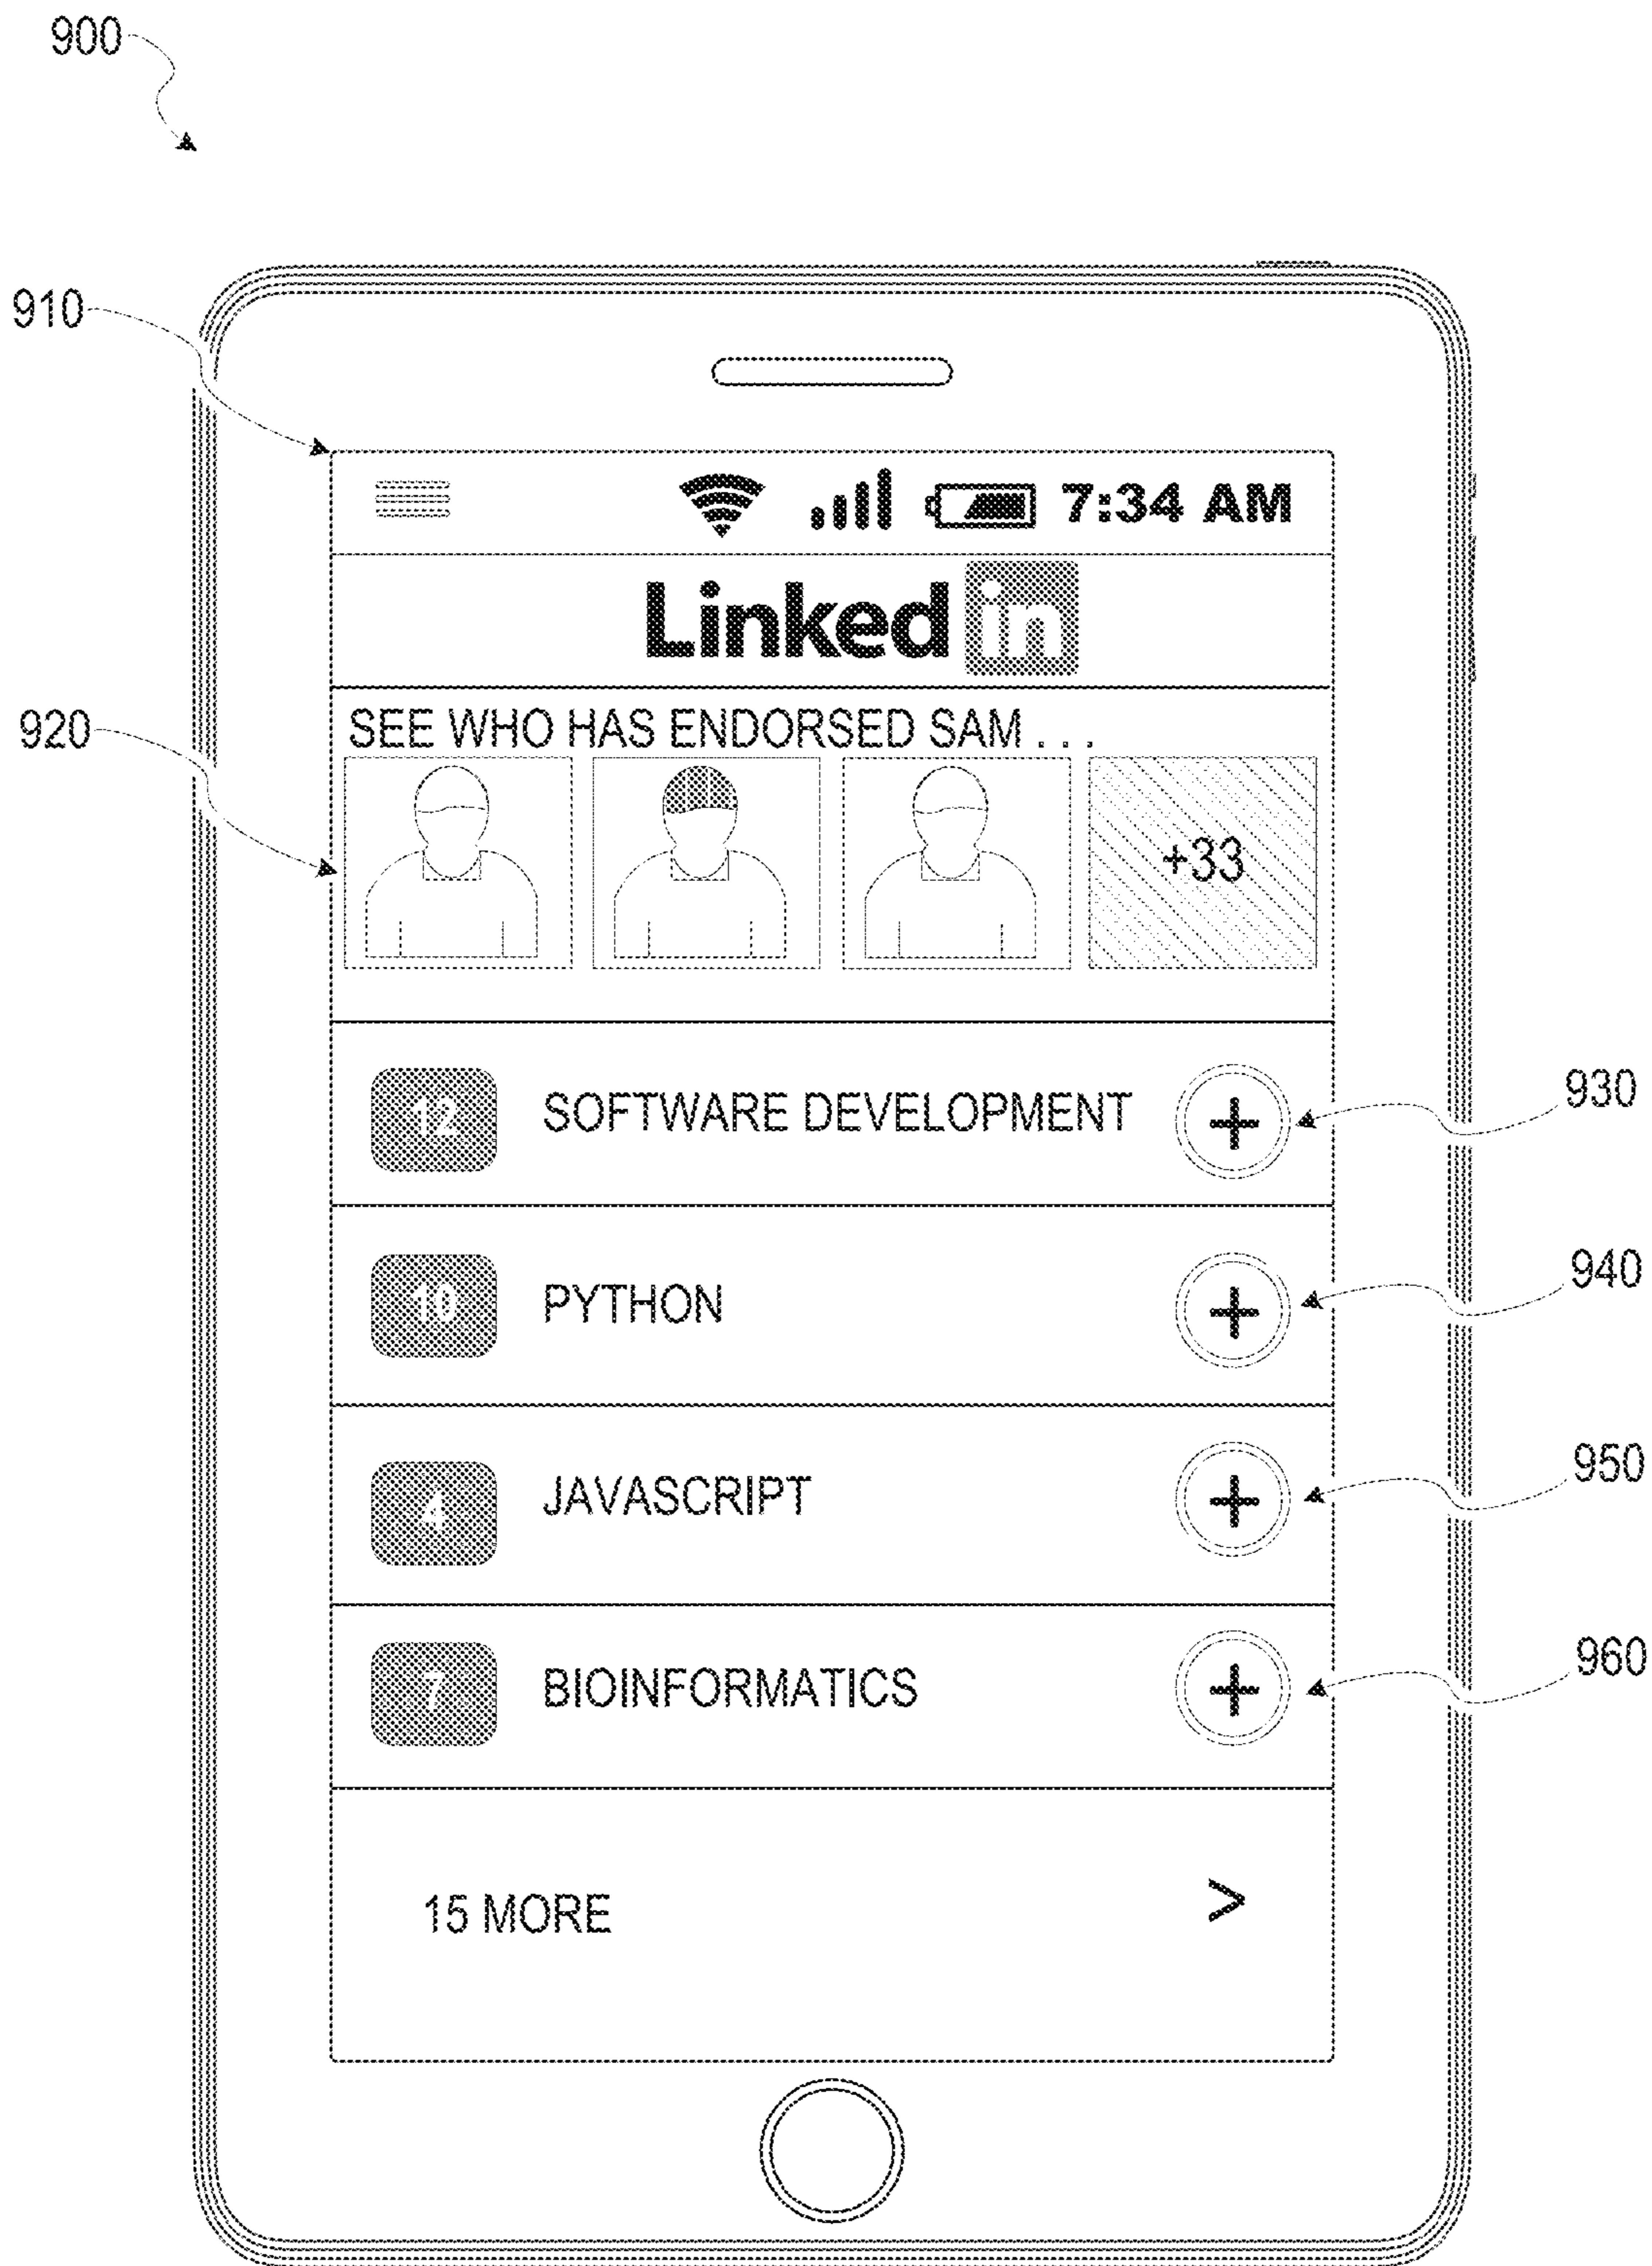 900
910
7:34 AM
Linked in
920
SEE WHO HAS ENDORSED SAM . . .
+33
12 SOFTWARE DEVELOPMENT +
930
10 PYTHON +
940
4 JAVASCRIPT +
950
7 BIOINFORMATICS +
960
15 MORE >